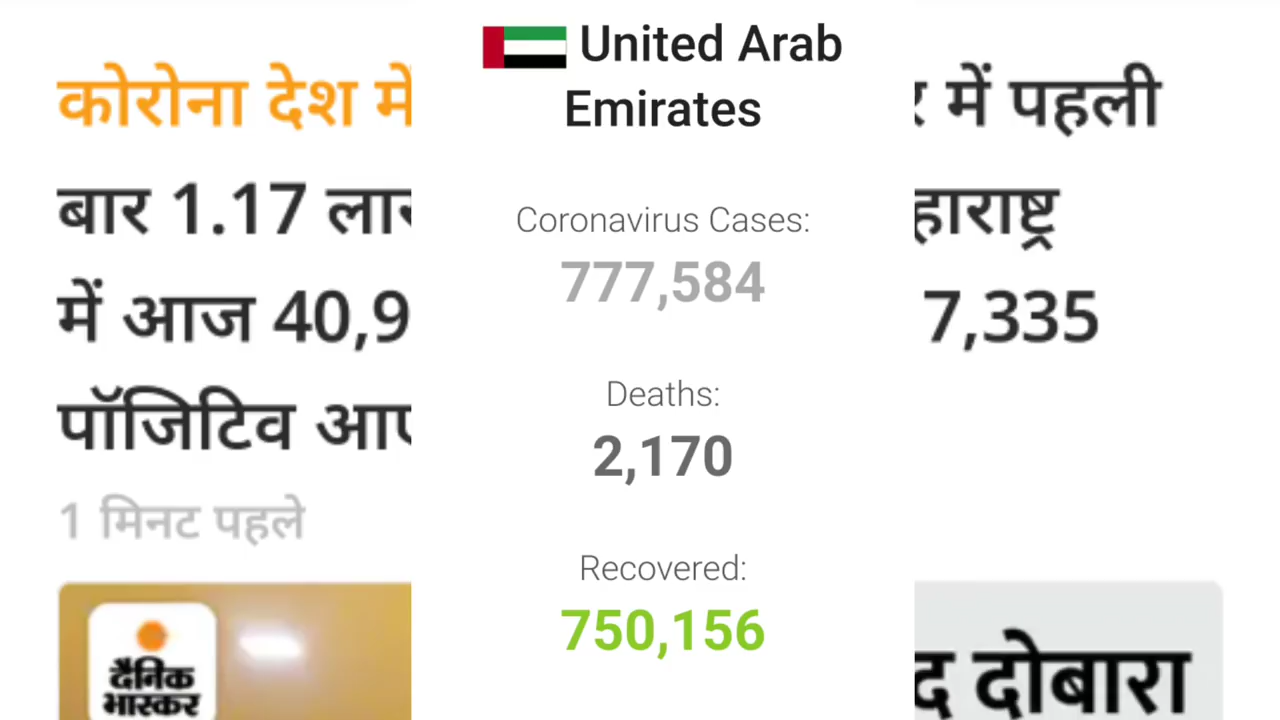 United Arab
Emirates
Coronavirus Cases:
777,584
Deaths:
2,170
Recovered:
750,156
कोरोना देश में
में पहली
बार 1.17
में आज 40,9
7,335
पॉजिटिव
1 मिनट पहले
दैनिक
भास्कर
दोबारा